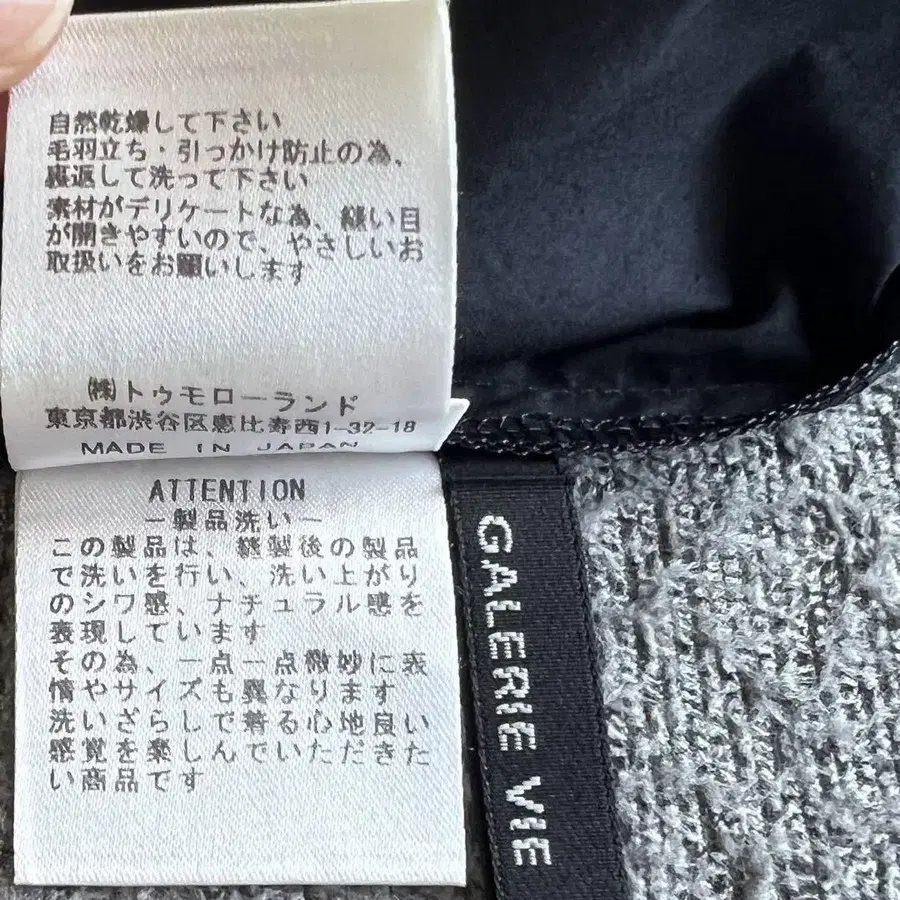 自然乾燥して下さい
毛羽立ち・引っかけ防止の為、
裏返して洗って下さい
素材がデリケートな為、縫い目
が開きやすいので、やさしいお
取扱いをお願いします
㈱トゥモローランド
東京都渋谷区恵比寿西1-32-18
MADE IN JAPAN
ATTENTION
―製品洗い―
この製品は、縫製後の製品
で洗いを行い、洗い上がり
のシワ感、ナチュラル感を
表現しています
その為、一点一点微妙に表
情やサイズも異なります
洗いざらしで着る心地良い
感覚を楽しんでいただきた
い商品です
GALERIE VIE